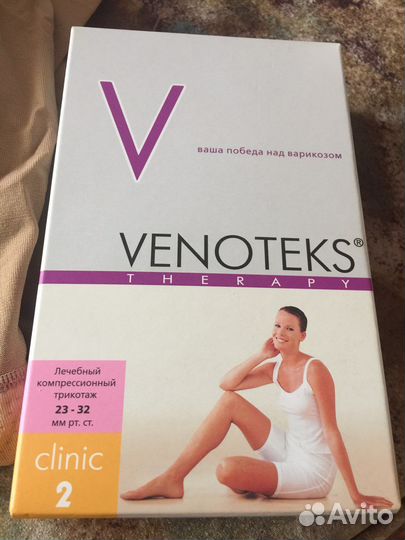 V
ваша победа над варикозом
VENOTEKS®
THERAPY
Лечебный
компрессионный
трикотаж
23 - 32
мм рт. ст.
clinic
2
Avito